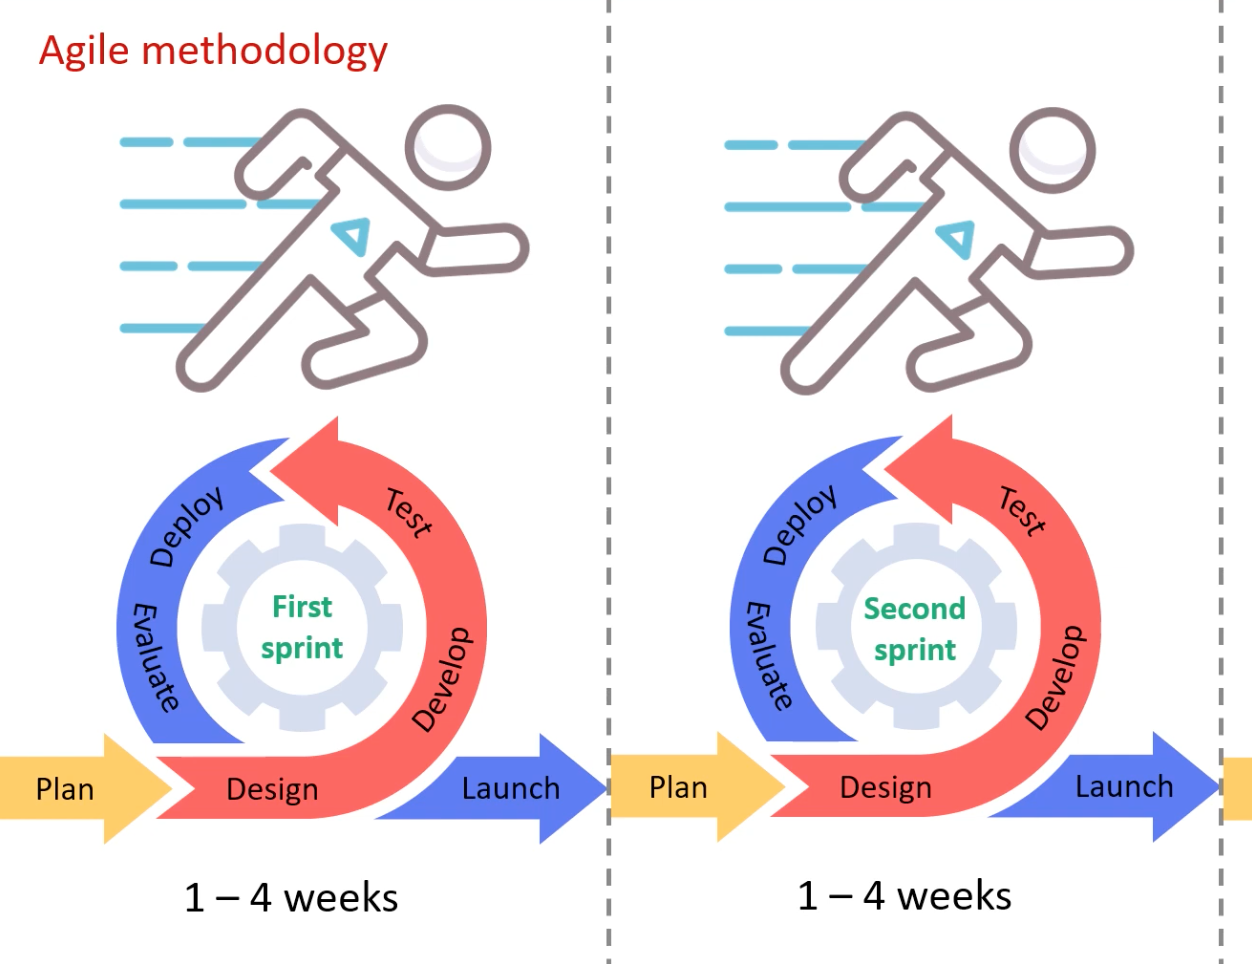 Agile methodology
Deploy
Test
Evaluate
First
sprint
Develop
Plan
Design
Launch
1 – 4 weeks
Deploy
Test
Evaluate
Second
sprint
Develop
Plan
Design
Launch
1 – 4 weeks